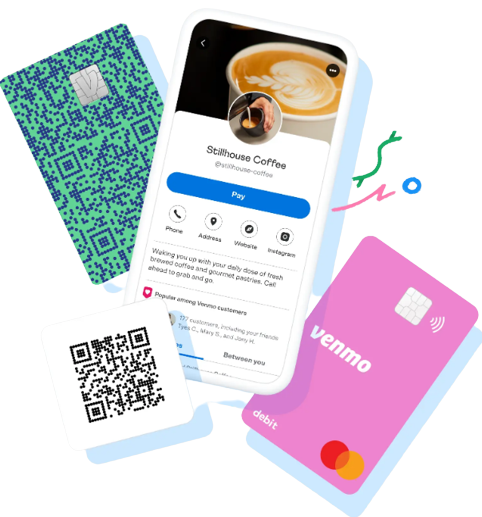 Stillhouse Coffee
@stillhouse-coffee
Pay
Phone Address Website Instagram
Waking you up with your daily dose of fresh
brewed coffee and gourmet pastries. Call
ahead to grab and go.
Popular among Venmo customers
177 customers, including your friends
Tyes C., Mary S., and Jony H.
Between you
venmo
debit